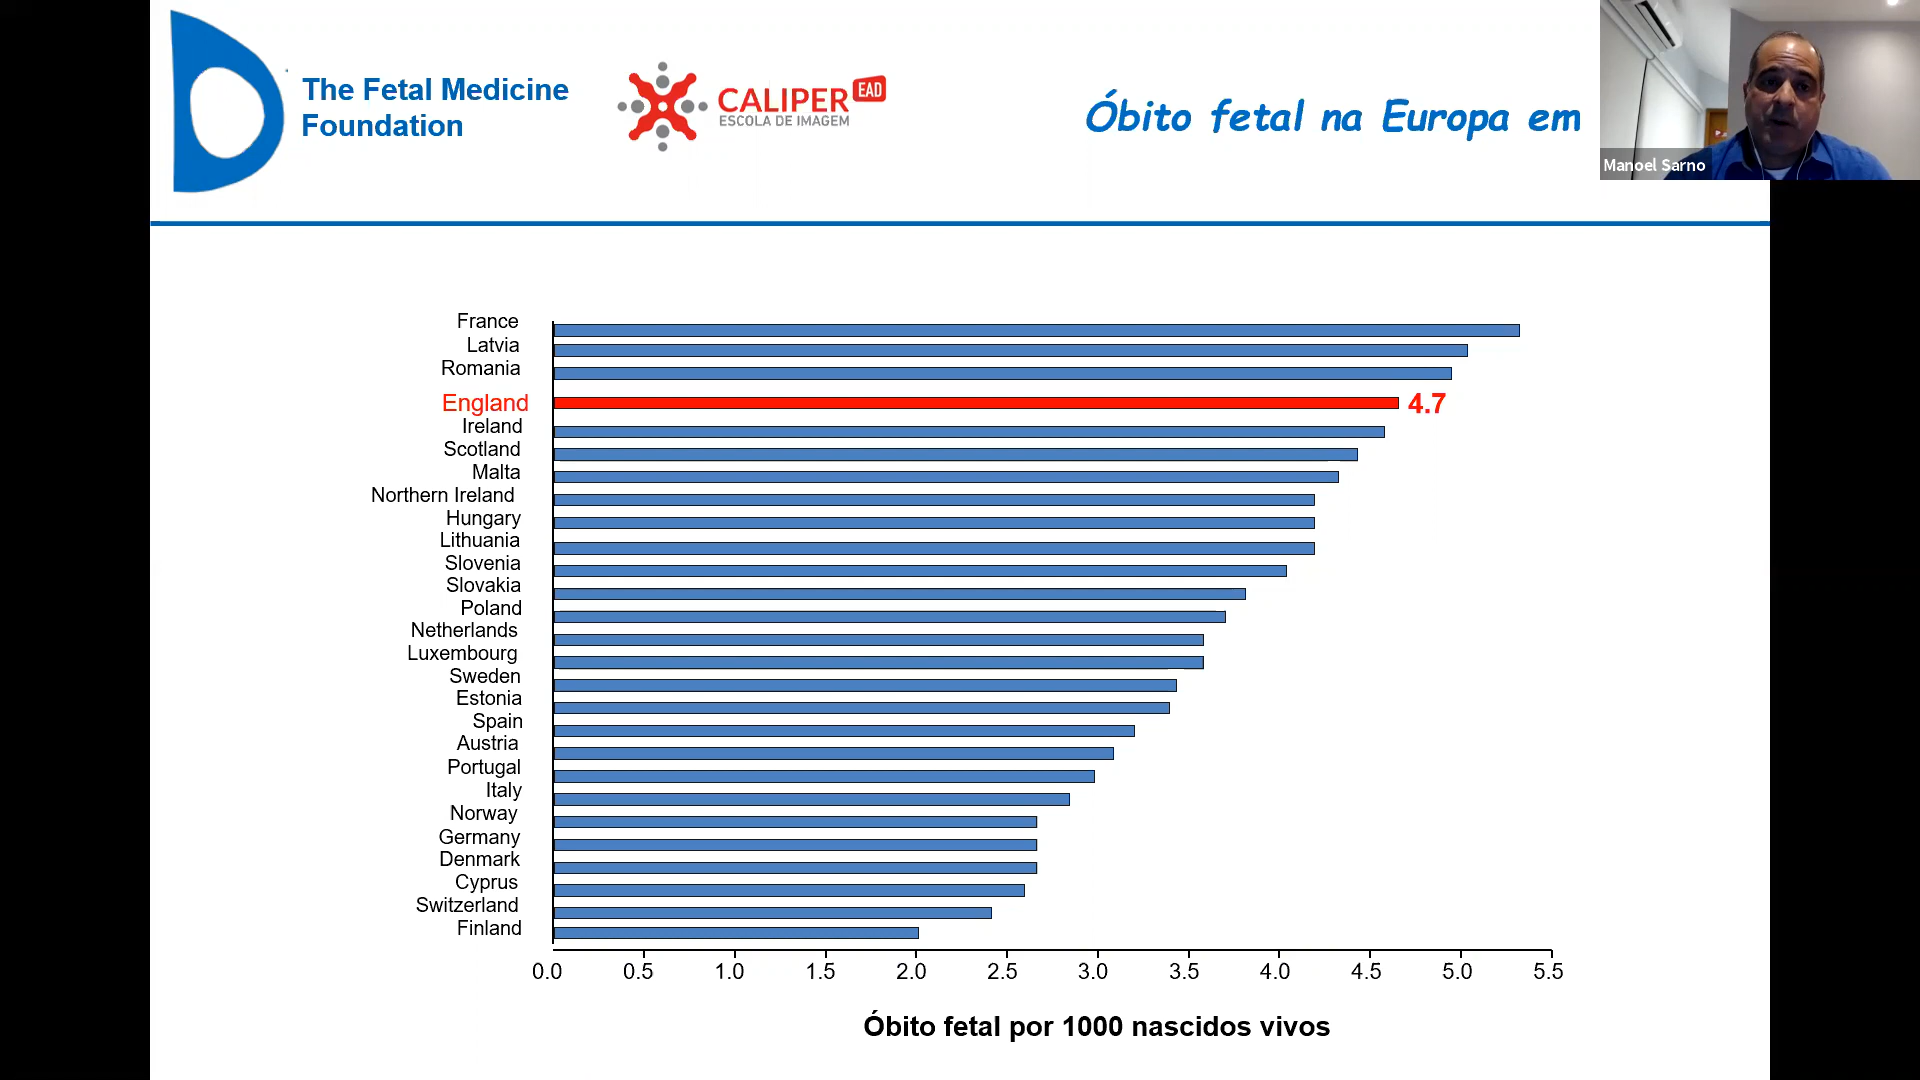 The Fetal Medicine
Foundation
CALIPER EAD
ESCOLA DE IMAGEM
Óbito fetal na Europa em
Manoel Sarno
France
Latvia
Romania
England 4.7
Ireland
Scotland
Malta
Northern Ireland
Hungary
Lithuania
Slovenia
Slovakia
Poland
Netherlands
Luxembourg
Sweden
Estonia
Spain
Austria
Portugal
Italy
Norway
Germany
Denmark
Cyprus
Switzerland
Finland
0.0 0.5 1.0 1.5 2.0 2.5 3.0 3.5 4.0 4.5 5.0 5.5
Óbito fetal por 1000 nascidos vivos